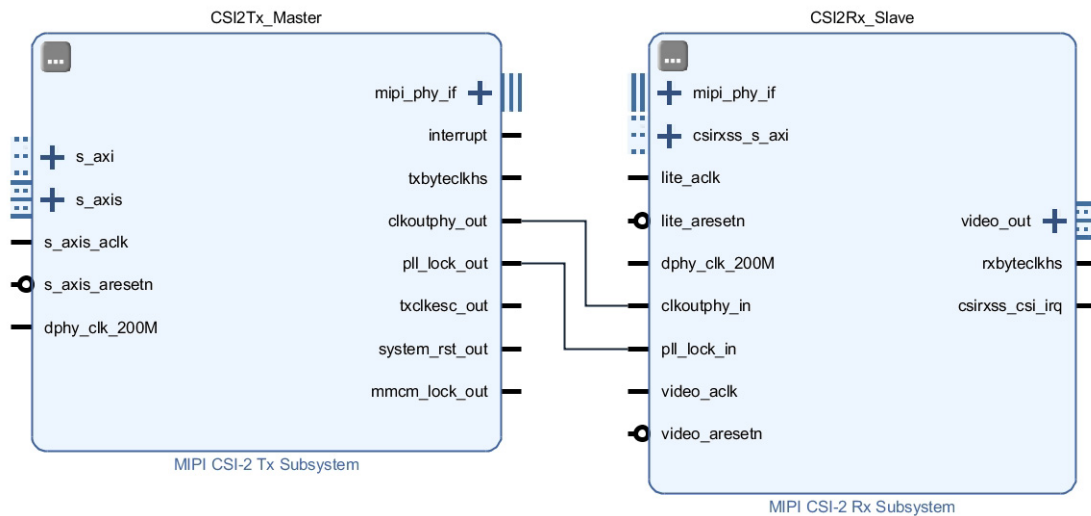 CSI2Tx_Master
...
mipi_phy_if
interrupt
s_axi
txbyteclkhs
s_axis
clkoutphy_out
s_axis_aclk
pll_lock_out
s_axis_aresetn
txclkesc_out
dphy_clk_200M
system_rst_out
mmcm_lock_out
MIPI CSI-2 Tx Subsystem
CSI2Rx_Slave
...
mipi_phy_if
csirxss_s_axi
lite_aclk
lite_aresetn
video_out
dphy_clk_200M
rxbyteclkhs
clkoutphy_in
csirxss_csi_irq
pll_lock_in
video_aclk
video_aresetn
MIPI CSI-2 Rx Subsystem